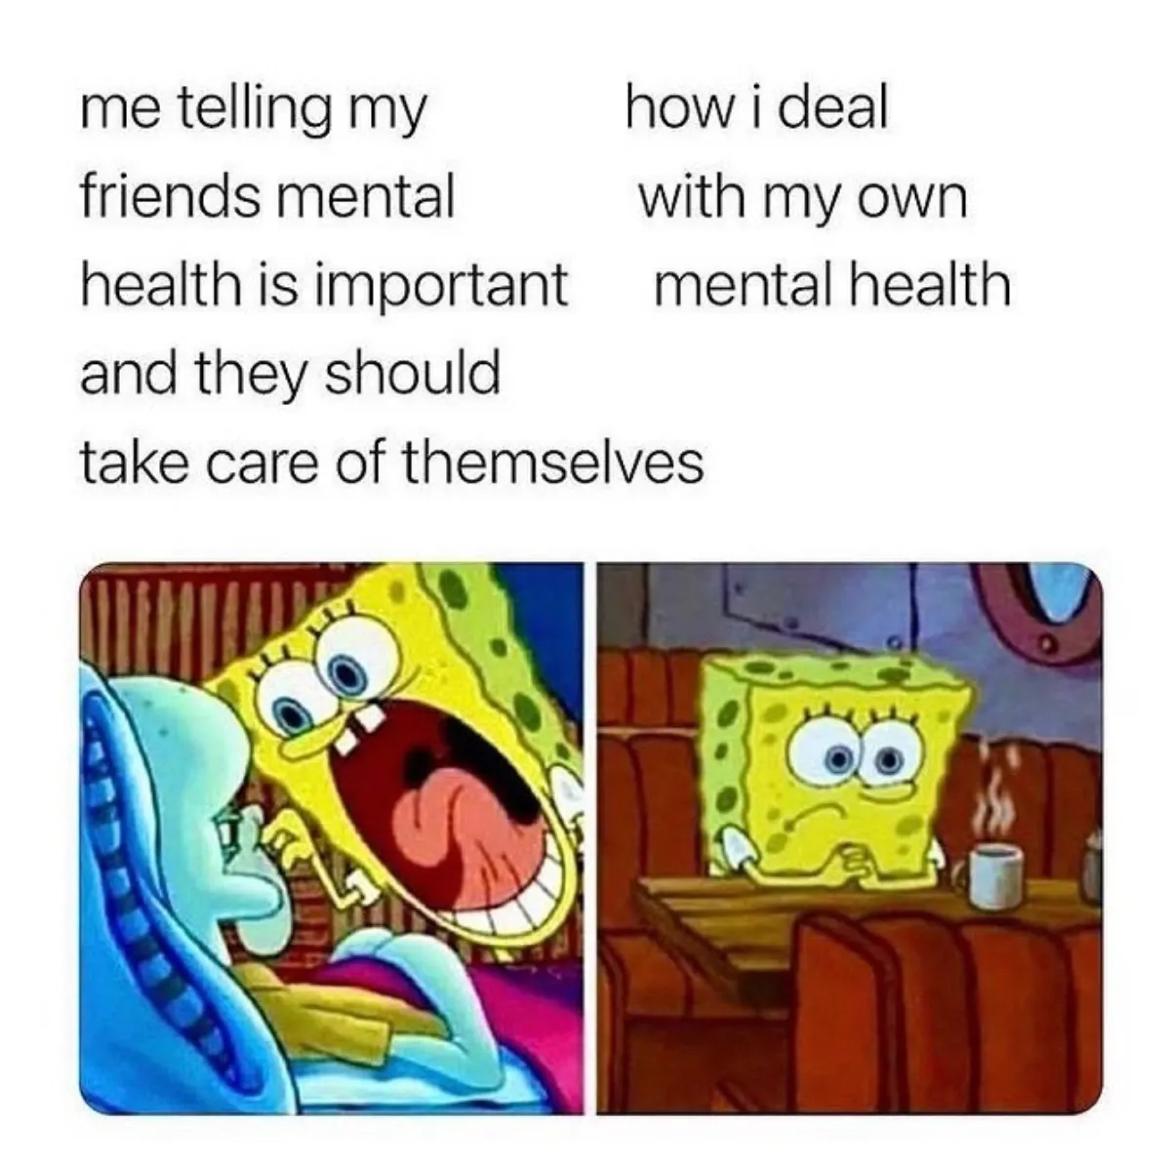 me telling my
friends mental
health is important
and they should
take care of themselves
how i deal
with my own
mental health